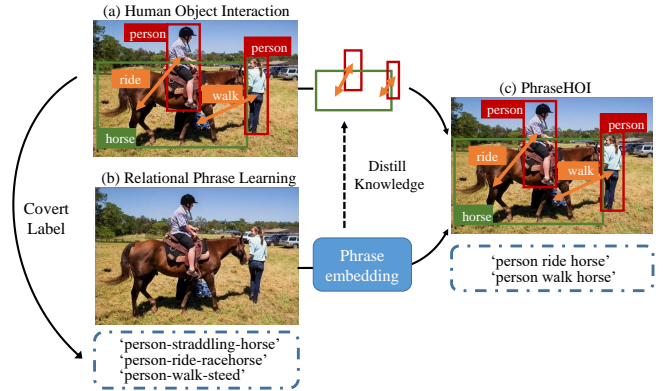 (a) Human Object Interaction
person
person
ride
walk
horse
(b) Relational Phrase Learning
Covert
Label
'person-straddling-horse'
'person-ride-racehorse'
'person-walk-steed'
Distill
Knowledge
Phrase
embedding
(c) PhraseHOI
person
person
ride
walk
horse
'person ride horse'
'person walk horse'